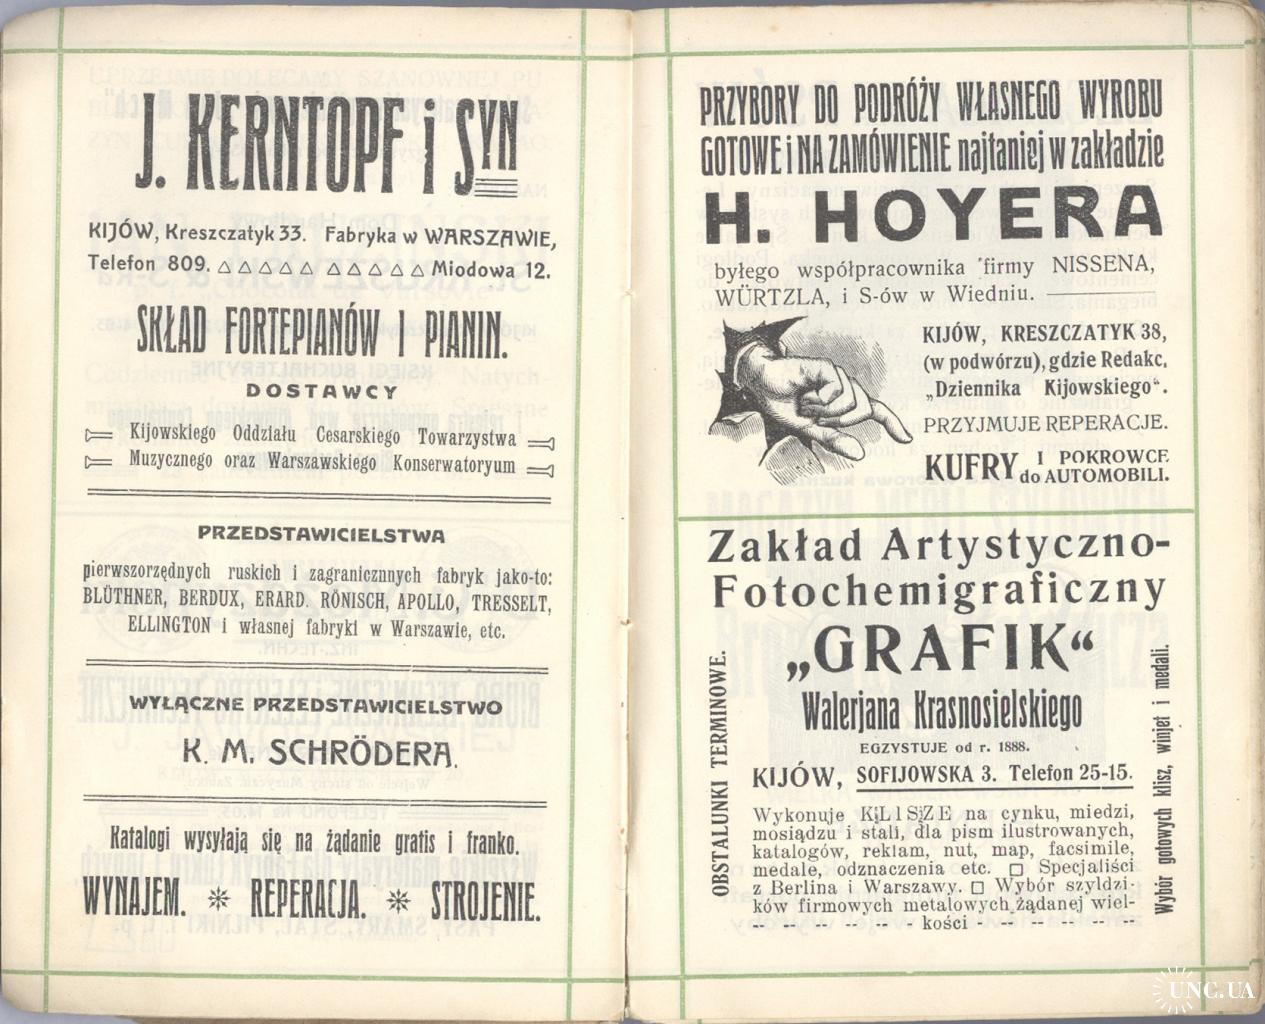 J. KERNTOPF i SYN
KIJÓW, Kreszczatyk 33. Fabryka w WARSZAWIE,
Telefon 809. △△△△△ △△△△△ Miodowa 12.
SKŁAD FORTEPIANÓW I PIANIN.
DOSTAWCY
Kijowskiego Oddziału Cesarskiego Towarzystwa
Muzycznego oraz Warszawskiego Konserwatoryum
PRZEDSTAWICIELSTWA
pierwszorzędnych ruskich i zagranicznnych fabryk jako-to:
BLÜTHNER, BERDUX, ERARD. RÖNISCH, APOLLO, TRESSELT,
ELLINGTON i własnej fabryki w Warszawie, etc.
WYŁĄCZNE PRZEDSTAWICIELSTWO
K. M. SCHRÖDERA.
Katalogi wysyłają się na żądanie gratis i franko.
WYNAJEM. ✳ REPERACJA. ✳ STROJENIE.
PRZYBORY DO PODRÓŻY WŁASNEGO WYROBU
GOTOWE i NA ZAMÓWIENIE najtaniej w zakładzie
H. HOYERA
byłego współpracownika firmy NISSENA,
WÜRTZLA, i S-ów w Wiedniu.
KIJÓW, KRESZCZATYK 38,
(w podwórzu), gdzie Redakc.
„Dziennika Kijowskiego“.
PRZYJMUJE REPERACJE.
KUFRY I POKROWCE
do AUTOMOBILI.
Zakład Artystyczno-
Fotochemigraficzny
„GRAFIK“
Walerjana Krasnosielskiego
EGZYSTUJE od r. 1888.
KIJÓW, SOFIJOWSKA 3. Telefon 25-15.
OBSTALUNKI TERMINOWE.
Wykonuje KLISZE na cynku, miedzi,
mosiądzu i stali, dla pism ilustrowanych,
katalogów, reklam, nut, map, facsimile,
medale, odznaczenia etc. □ Specjaliści
z Berlina i Warszawy. □ Wybór szyldzi-
ków firmowych metalowych żądanej wiel-
kości
Wybór gotowych klisz, winjet i medali.
UNC.UA